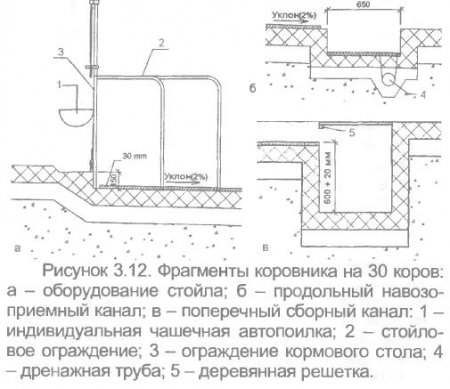 650
Уклон(2%)
3
2
1
б
4
5
30 mm
150
Уклон(2%)
600 + 20 мм
а
в
Рисунок 3.12. Фрагменты коровника на 30 коров:
а – оборудование стойла; б – продольный навозо-
приемный канал; в – поперечный сборный канал: 1 –
индивидуальная чашечная автопоилка; 2 – стойло-
вое ограждение; 3 – ограждение кормового стола; 4
– дренажная труба; 5 – деревянная решетка.